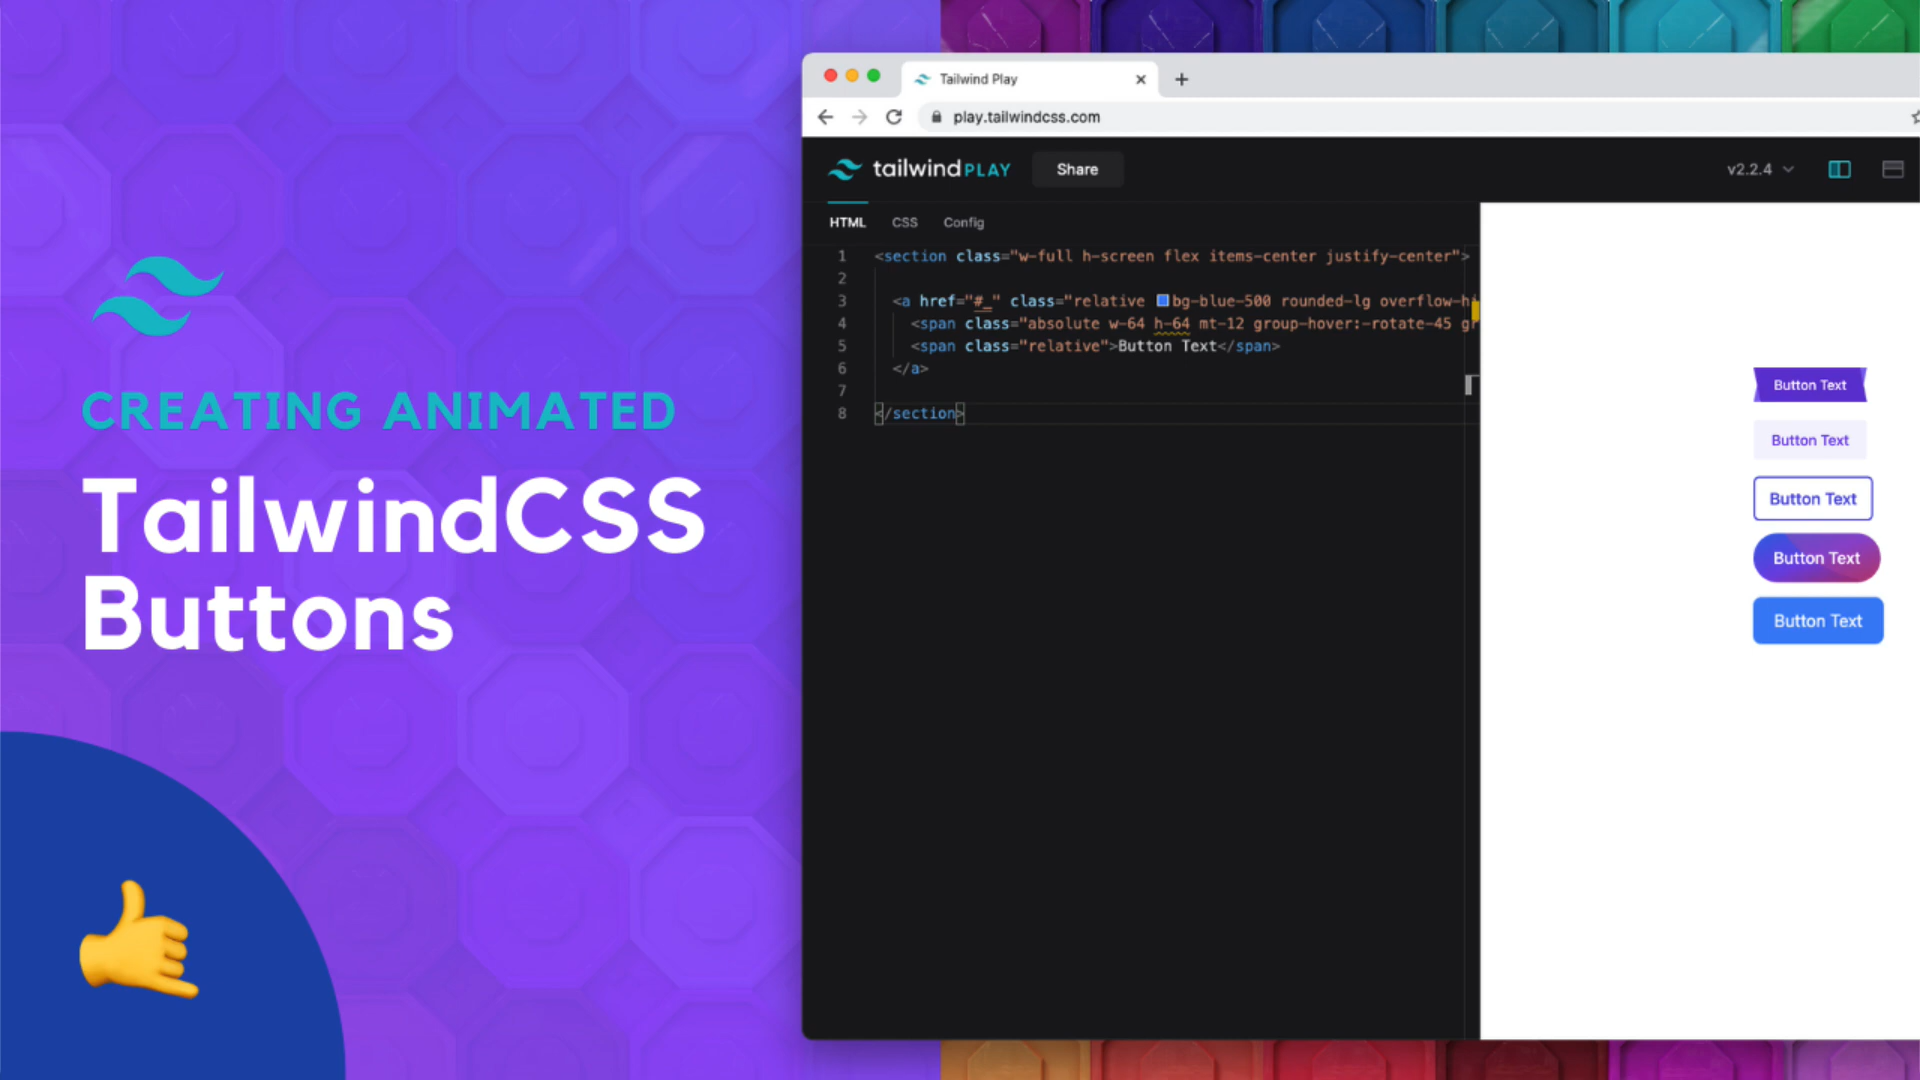 CREATING ANIMATED
TailwindCSS
Buttons
Tailwind Play
play.tailwindcss.com
tailwind PLAY
Share
v2.2.4
HTML CSS Config
1 <section class="w-full h-screen flex items-center justify-center">
2
3 <a href="#_" class="relative bg-blue-500 rounded-lg
4 <span class="absolute w-64 h-64 mt-12 group-hover:-rotate-45
5 <span class="relative">Button Text</span>
6 </a>
7
8 </section>
Button Text
Button Text
Button Text
Button Text
Button Text